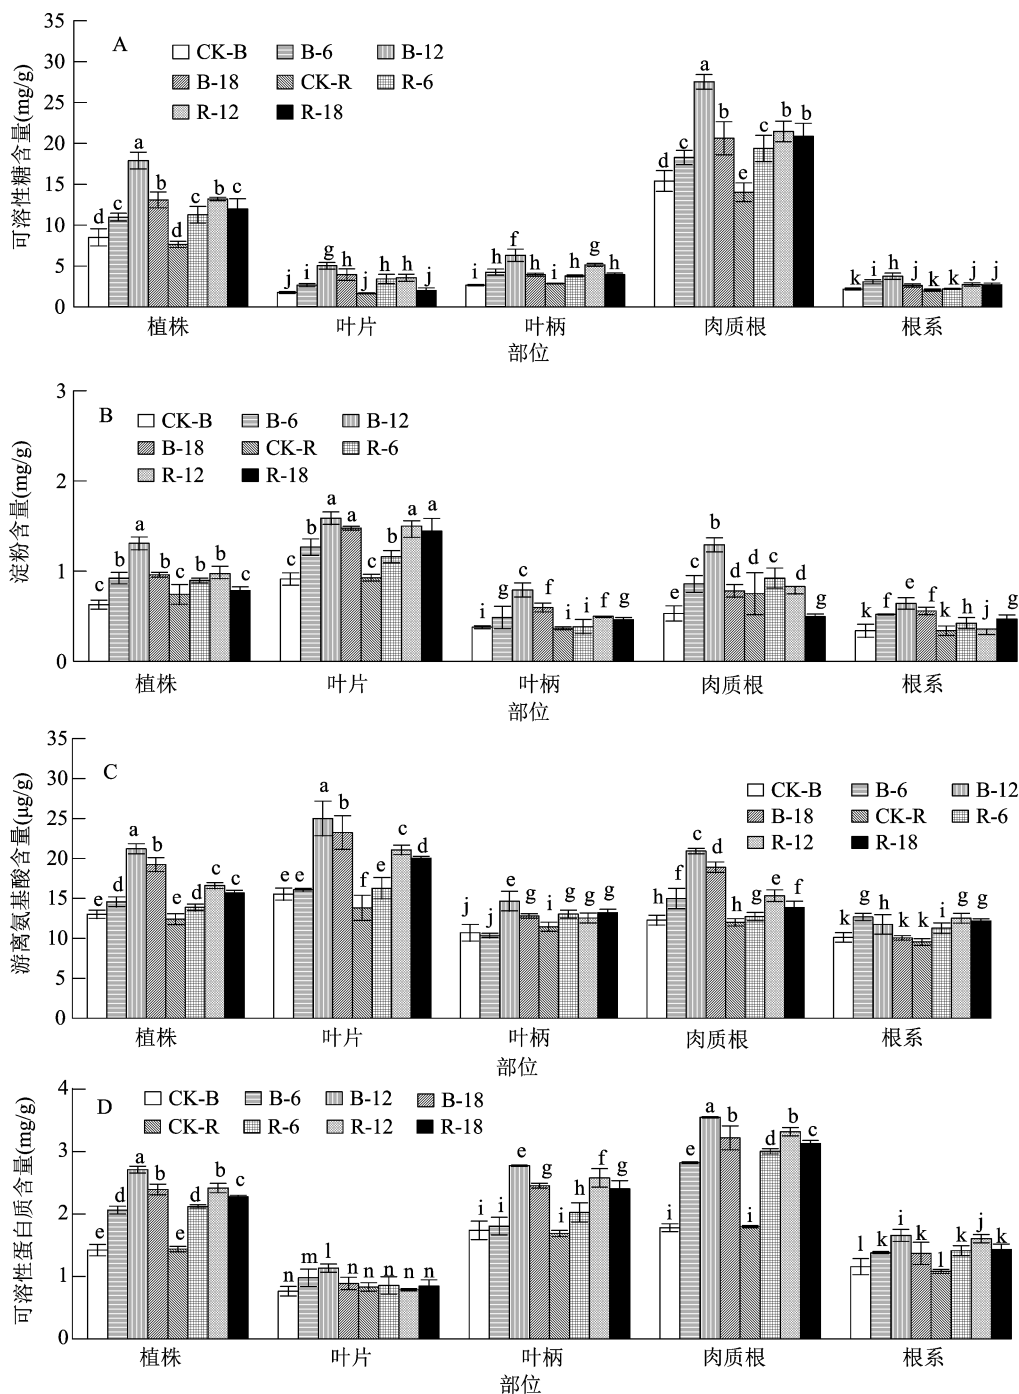 可溶性糖含量(mg/g)
35
30
25
20
15
10
5
0
A
CK-B B-6 B-12
B-18 CK-R R-6
R-12 R-18
d c a b d c b c
j i g h j h h j
i h f h i h g h
d c a b e c b b
k i h j k k j j
植株 叶片 叶柄 肉质根 根系
部位
淀粉含量(mg/g)
3
2
1
0
B
CK-B B-6 B-12
B-18 CK-R R-6
R-12 R-18
c b a b c b b c
c b a a c b a a
i g c f i i f g
e c b d d c d g
k f e f k h j g
植株 叶片 叶柄 肉质根 根系
部位
游离氨基酸含量(μg/g)
35
30
25
20
15
10
5
0
C
CK-B B-6 B-12
B-18 CK-R R-6
R-12 R-18
e d a b e d c c
e e a b f e c d
j j e g i g g g
h f c d h g e f
k g h k k i g g
植株 叶片 叶柄 肉质根 根系
部位
可溶性蛋白质含量(mg/g)
4
3
2
1
0
D
CK-B B-6 B-12 B-18
CK-R R-6 R-12 R-18
e d a b e d b c
n m l n n n n n
i i e g i h f g
i e a b i d b c
l k i k l k j k
植株 叶片 叶柄 肉质根 根系
部位